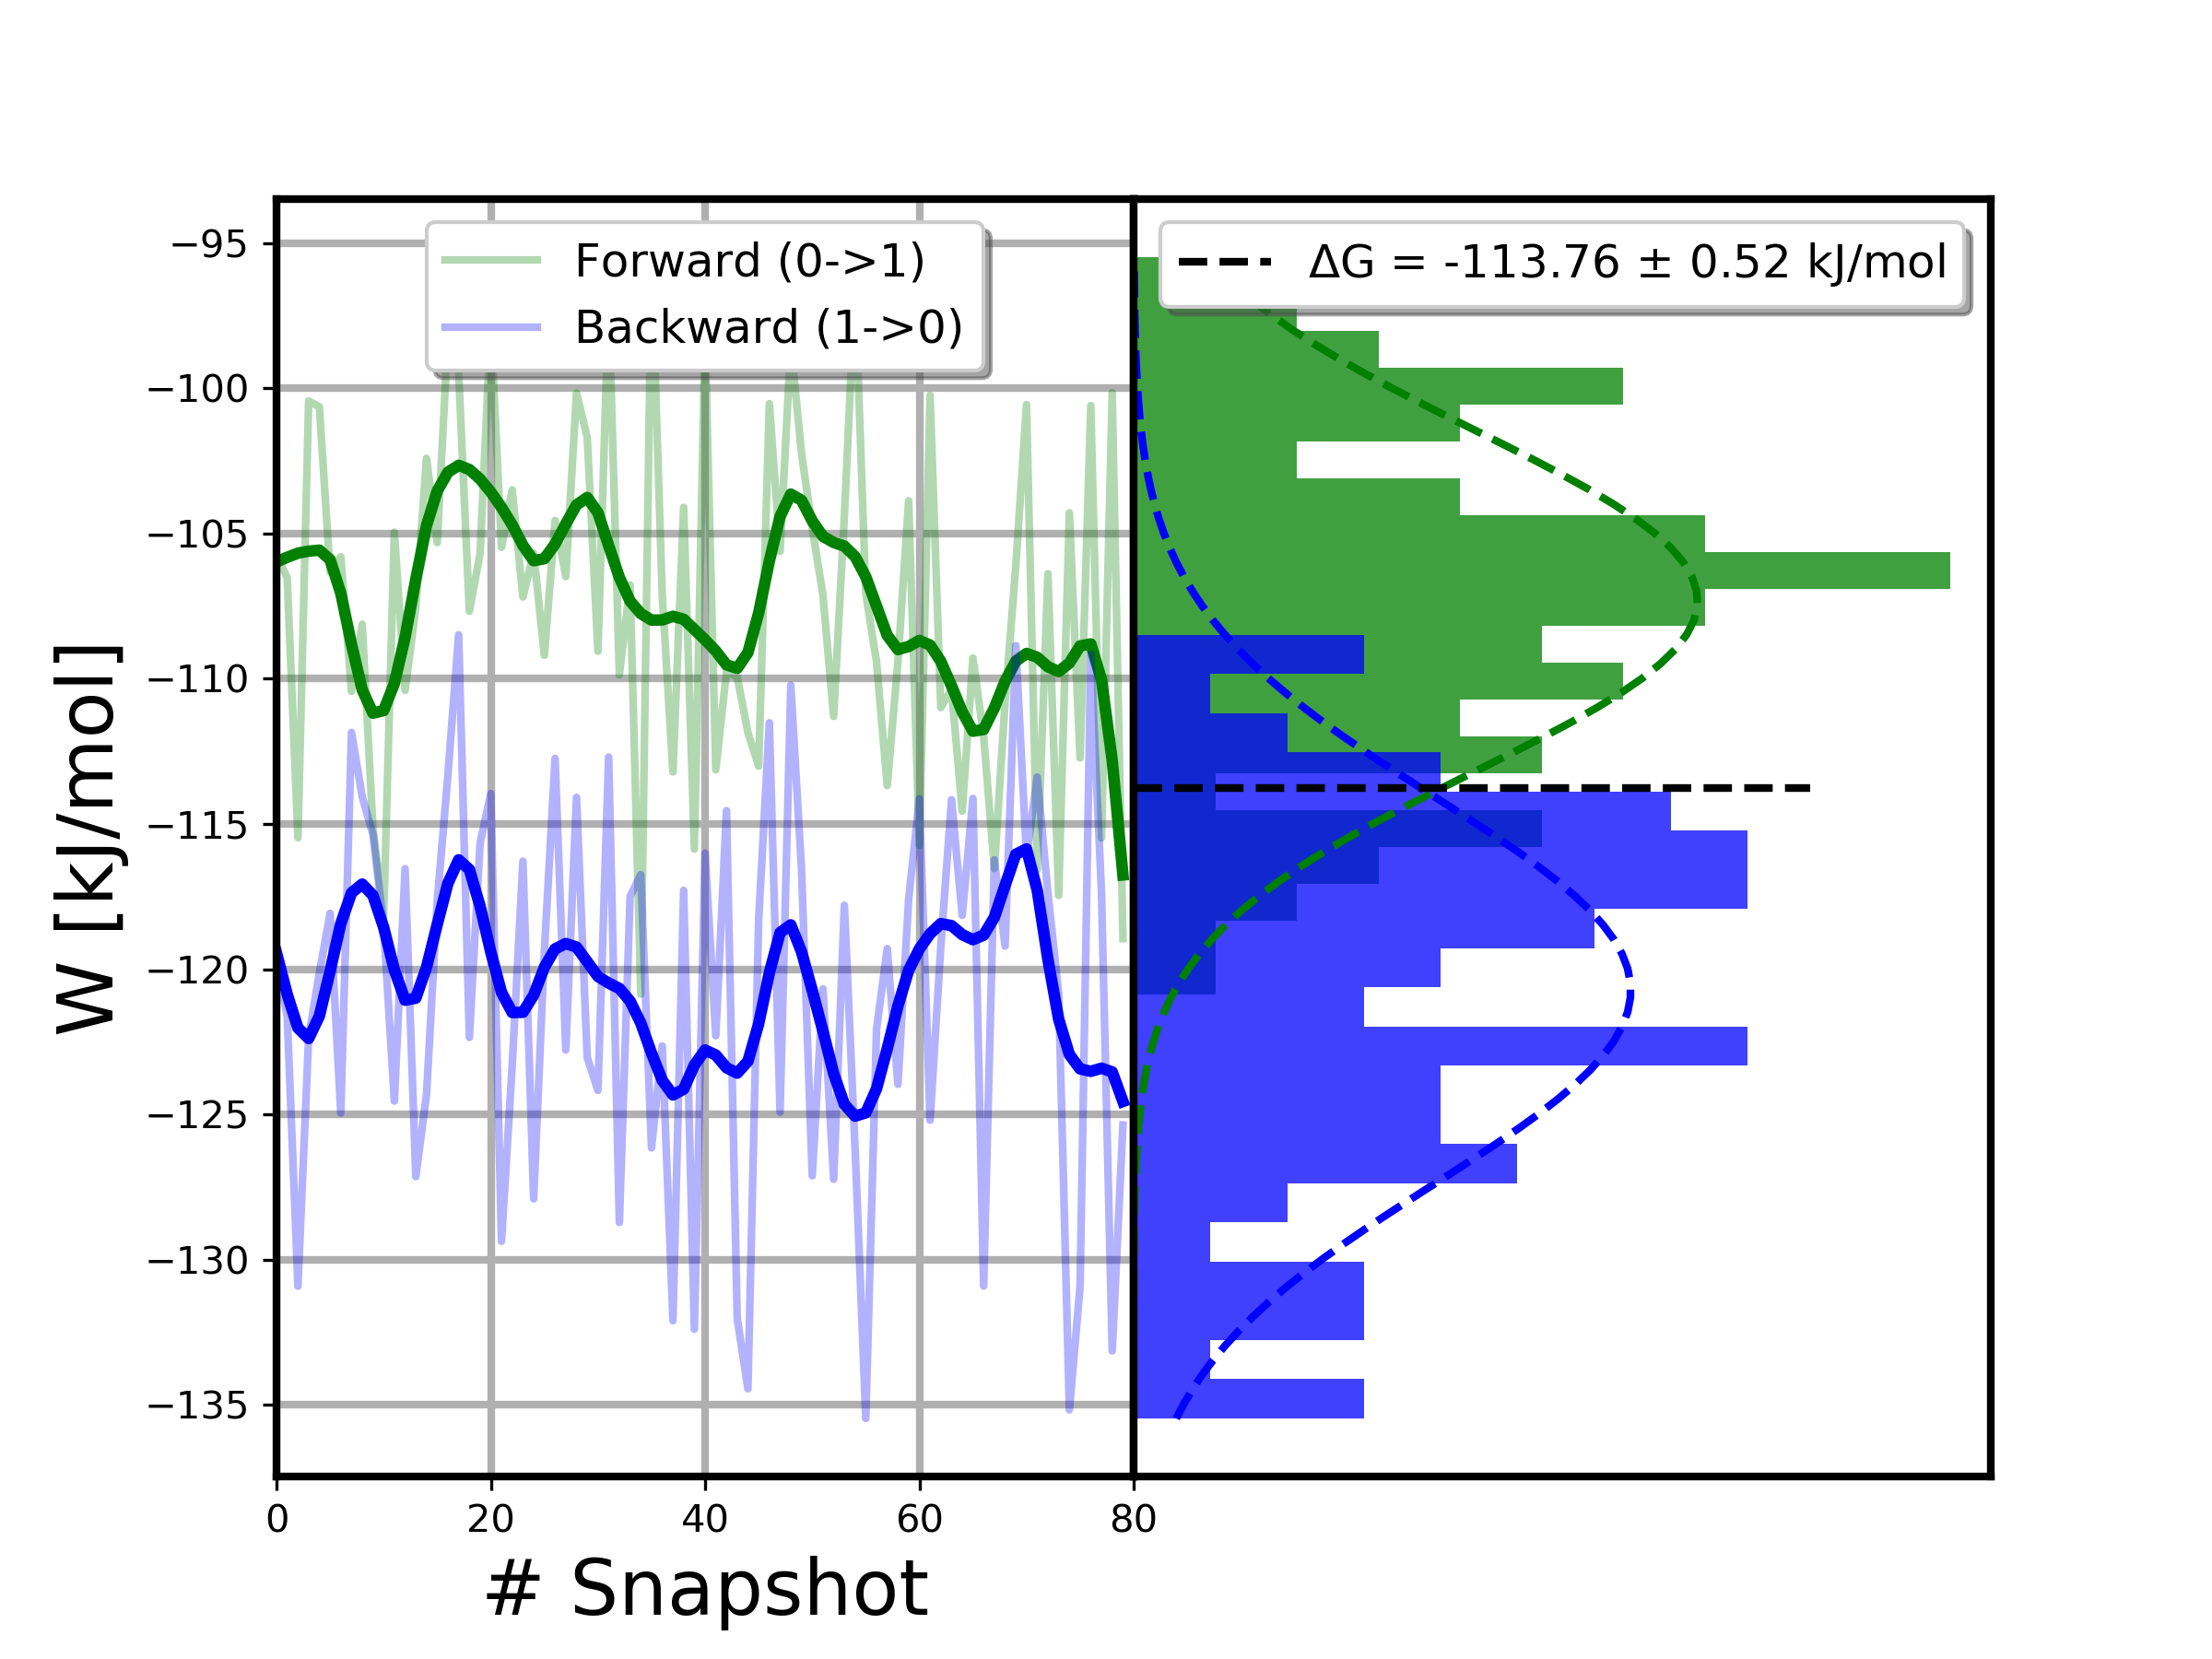 Forward (0->1)
Backward (1->0)
ΔG = -113.76 ± 0.52 kJ/mol
W [kJ/mol]
−95
−100
−105
−110
−115
−120
−125
−130
−135
0 20 40 60 80
# Snapshot